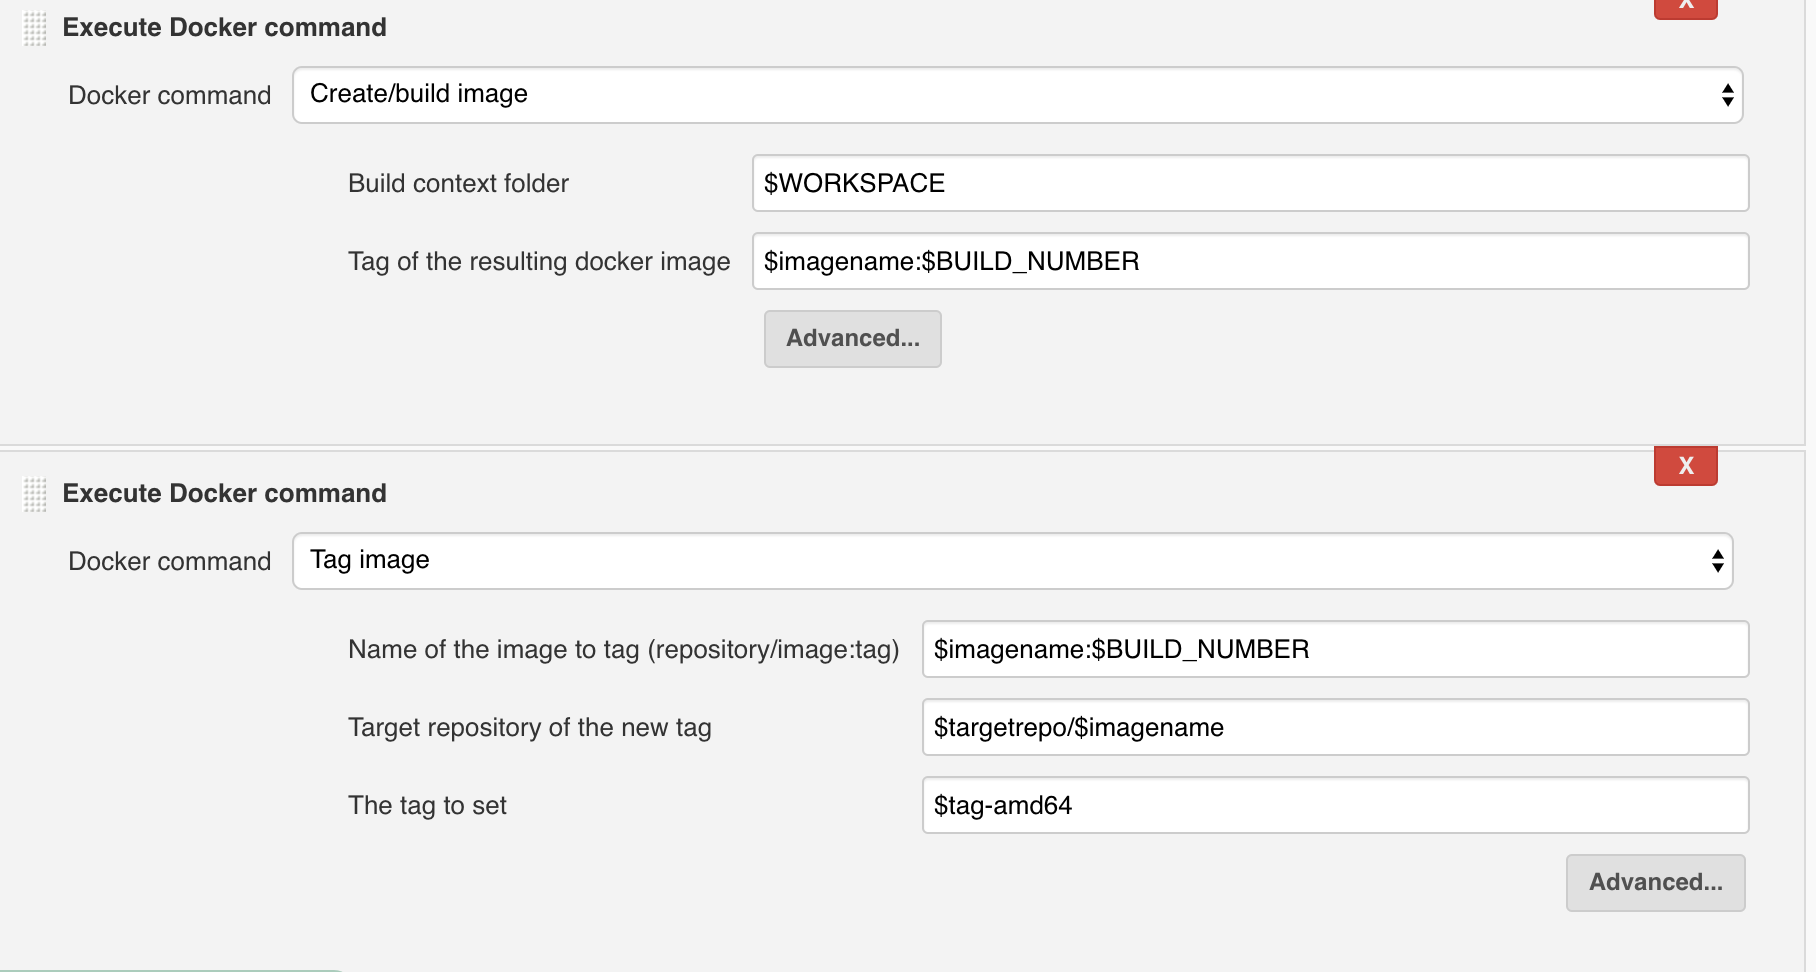 X
Execute Docker command
Docker command Create/build image
Build context folder $WORKSPACE
Tag of the resulting docker image $imagename:$BUILD_NUMBER
Advanced...
X
Execute Docker command
Docker command Tag image
Name of the image to tag (repository/image:tag) $imagename:$BUILD_NUMBER
Target repository of the new tag $targetrepo/$imagename
The tag to set $tag-amd64
Advanced...